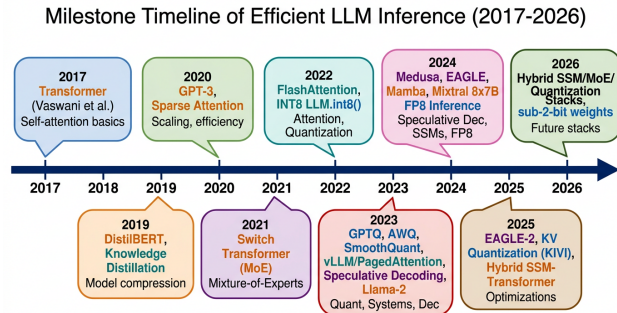 Milestone Timeline of Efficient LLM Inference (2017-2026)
2017
Transformer
(Vaswani et al.)
Self-attention basics
2020
GPT-3,
Sparse Attention
Scaling, efficiency
2022
FlashAttention,
INT8 LLM.int8()
Attention,
Quantization
2024
Medusa, EAGLE,
Mamba, Mixtral 8x7B
FP8 Inference
Speculative Dec,
SSMs, FP8
2026
Hybrid SSM/MoE/
Quantization
Stacks,
sub-2-bit weights
Future stacks
2017 2018 2019 2020 2021 2022 2023 2024 2025 2026
2019
DistilBERT,
Knowledge
Distillation
Model compression
2021
Switch
Transformer
(MoE)
Mixture-of-Experts
2023
GPTQ, AWQ,
SmoothQuant,
vLLM/PagedAttention,
Speculative Decoding,
Llama-2
Quant, Systems, Dec
2025
EAGLE-2, KV
Quantization (KIVI),
Hybrid SSM-
Transformer
Optimizations